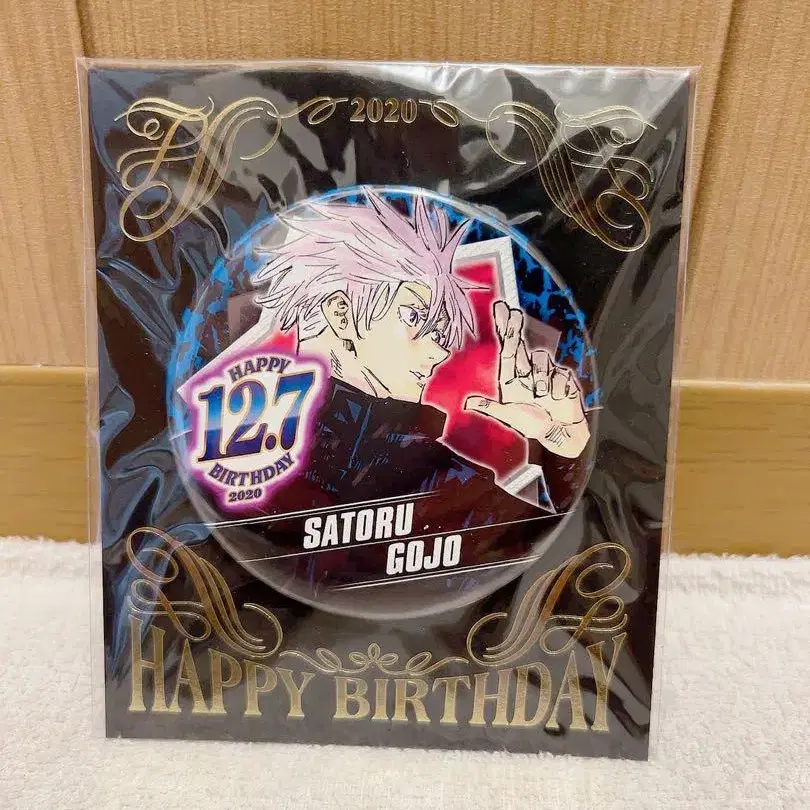 2020
HAPPY
12.7
BIRTHDAY
2020
SATORU
GOJO
HAPPY BIRTHDAY